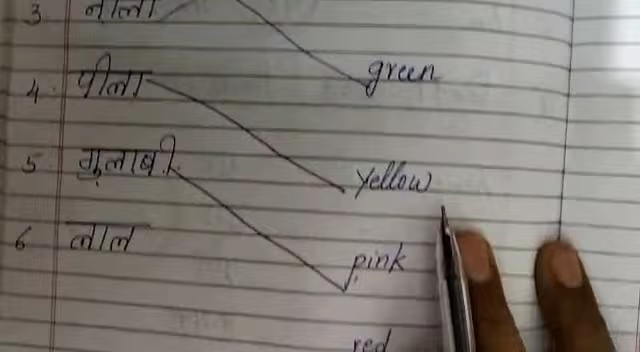 3 नीला
green
4. पीला
yellow
5 गुलाबी
pink
6 लाल
red